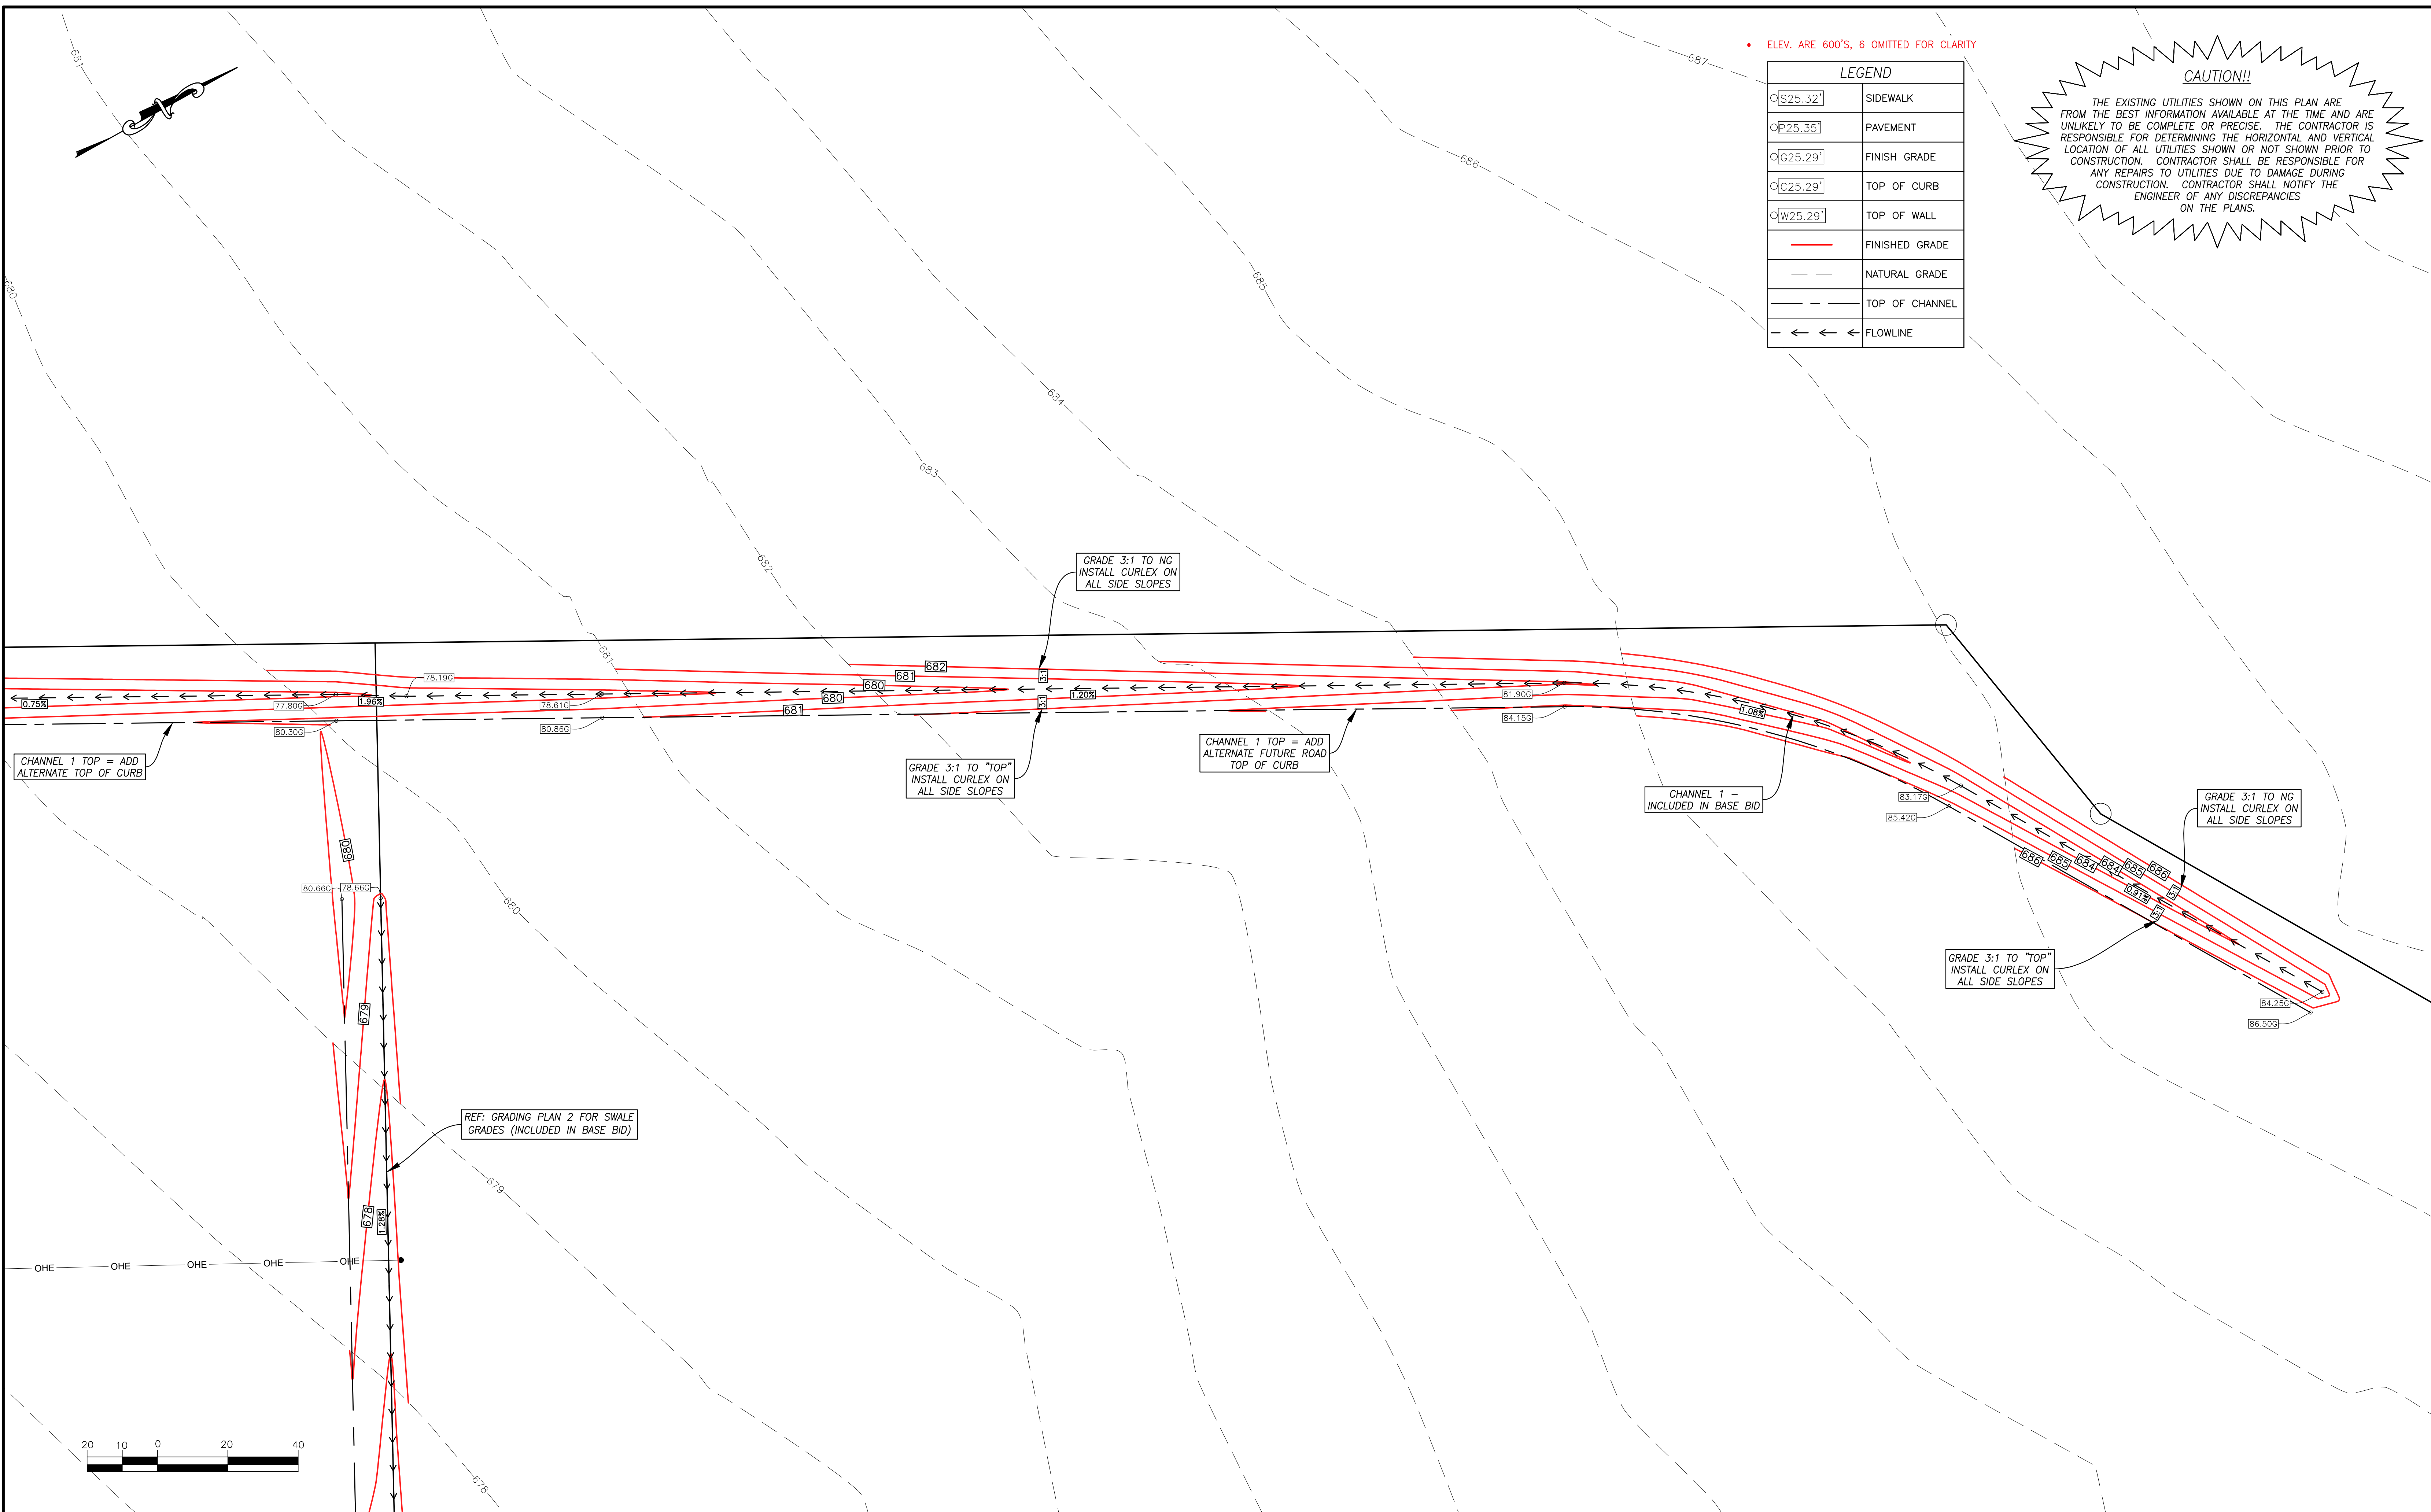 • ELEV. ARE 600'S, 6 OMITTED FOR CLARITY
LEGEND
S25.32' SIDEWALK
P25.35' PAVEMENT
G25.29' FINISH GRADE
C25.29' TOP OF CURB
W25.29' TOP OF WALL
FINISHED GRADE
NATURAL GRADE
TOP OF CHANNEL
FLOWLINE
CAUTION!!
THE EXISTING UTILITIES SHOWN ON THIS PLAN ARE
FROM THE BEST INFORMATION AVAILABLE AT THE TIME AND ARE
UNLIKELY TO BE COMPLETE OR PRECISE. THE CONTRACTOR IS
RESPONSIBLE FOR DETERMINING THE HORIZONTAL AND VERTICAL
LOCATION OF ALL UTILITIES SHOWN OR NOT SHOWN PRIOR TO
CONSTRUCTION. CONTRACTOR SHALL BE RESPONSIBLE FOR
ANY REPAIRS TO UTILITIES DUE TO DAMAGE DURING
CONSTRUCTION. CONTRACTOR SHALL NOTIFY THE
ENGINEER OF ANY DISCREPANCIES
ON THE PLANS.
681
687
686
680
685
684
683
682
681
GRADE 3:1 TO NG
INSTALL CURLEX ON
ALL SIDE SLOPES
682
681
680
3:1
78.19G
77.80G
1.96%
78.61G
0.75%
680
681
3:1
1.20%
81.90G
84.15G
1.08%
80.30G
80.86G
CHANNEL 1 TOP = ADD
ALTERNATE TOP OF CURB
GRADE 3:1 TO "TOP"
INSTALL CURLEX ON
ALL SIDE SLOPES
CHANNEL 1 TOP = ADD
ALTERNATE FUTURE ROAD
TOP OF CURB
CHANNEL 1 -
INCLUDED IN BASE BID
83.17G
85.42G
GRADE 3:1 TO NG
INSTALL CURLEX ON
ALL SIDE SLOPES
686
685
684
684
685
686
3:1
0.91%
3:1
GRADE 3:1 TO "TOP"
INSTALL CURLEX ON
ALL SIDE SLOPES
84.25G
86.50G
680
80.66G
78.66G
680
679
REF: GRADING PLAN 2 FOR SWALE
GRADES (INCLUDED IN BASE BID)
679
678
1.28%
OHE OHE OHE OHE OHE
20 10 0 20 40
678